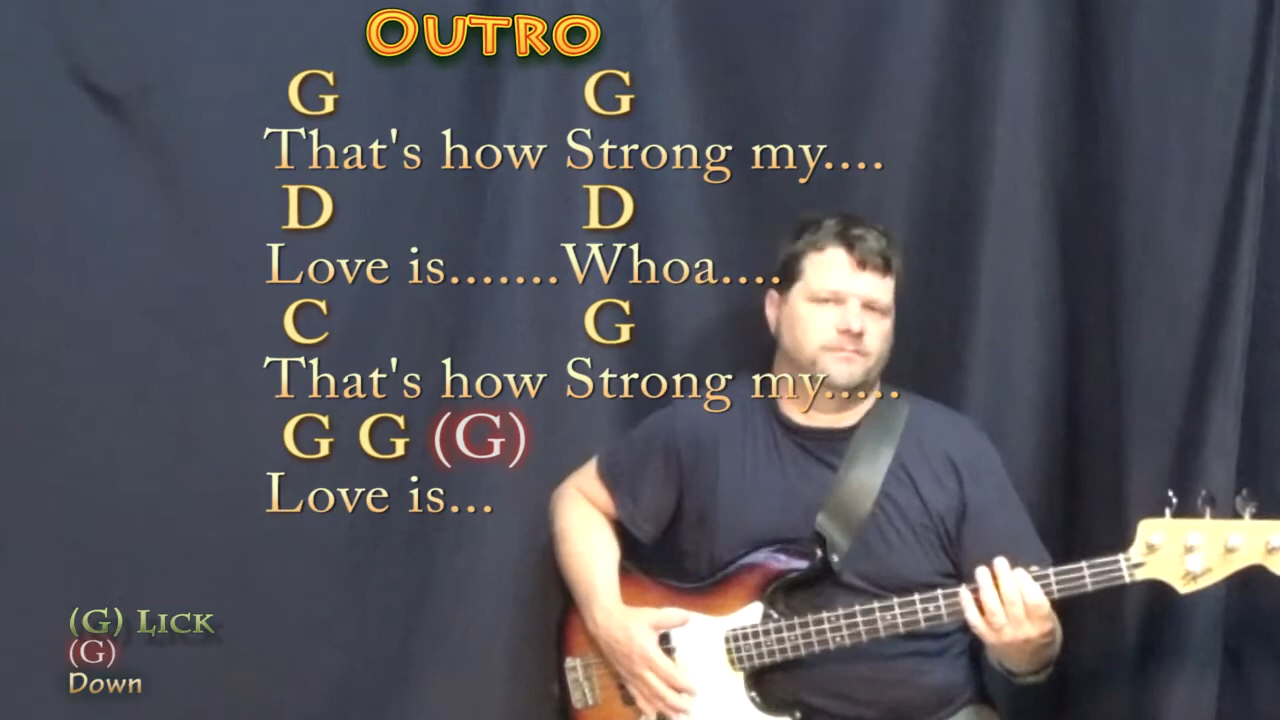 OUTRO
G G
That's how Strong my....
D D
Love is.......Whoa....
C G
That's how Strong my.....
G G (G)
Love is...
(G) LICK
(G)
Down